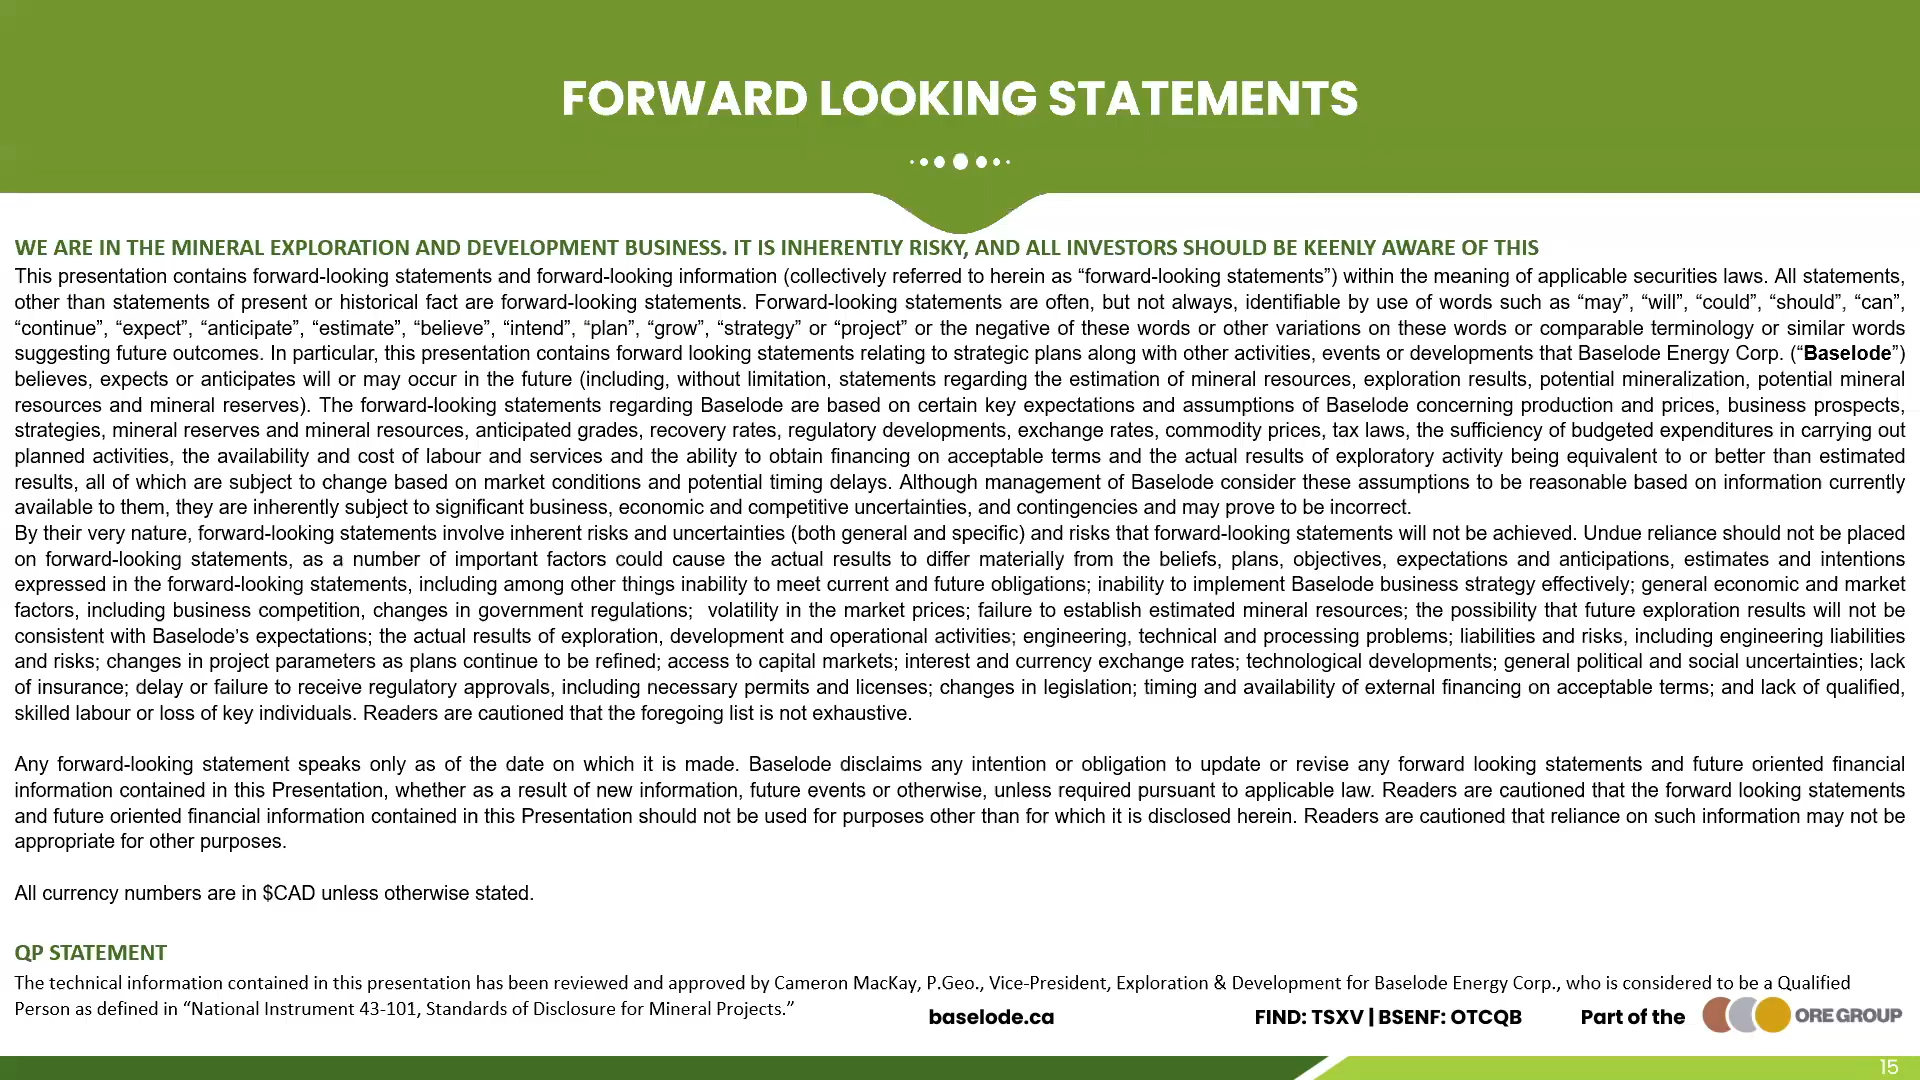 FORWARD LOOKING STATEMENTS
WE ARE IN THE MINERAL EXPLORATION AND DEVELOPMENT BUSINESS. IT IS INHERENTLY RISKY, AND ALL INVESTORS SHOULD BE KEENLY AWARE OF THIS
This presentation contains forward-looking statements and forward-looking information (collectively referred to herein as “forward-looking statements”) within the meaning of applicable securities laws. All statements,
other than statements of present or historical fact are forward-looking statements. Forward-looking statements are often, but not always, identifiable by use of words such as “may”, “will”, “could”, “should”, “can”,
“continue”, “expect”, “anticipate”, “estimate”, “believe”, “intend”, “plan”, “grow”, “strategy” or “project” or the negative of these words or other variations on these words or comparable terminology or similar words
suggesting future outcomes. In particular, this presentation contains forward looking statements relating to strategic plans along with other activities, events or developments that Baselode Energy Corp. (“Baselode”)
believes, expects or anticipates will or may occur in the future (including, without limitation, statements regarding the estimation of mineral resources, exploration results, potential mineralization, potential mineral
resources and mineral reserves). The forward-looking statements regarding Baselode are based on certain key expectations and assumptions of Baselode concerning production and prices, business prospects,
strategies, mineral reserves and mineral resources, anticipated grades, recovery rates, regulatory developments, exchange rates, commodity prices, tax laws, the sufficiency of budgeted expenditures in carrying out
planned activities, the availability and cost of labour and services and the ability to obtain financing on acceptable terms and the actual results of exploratory activity being equivalent to or better than estimated
results, all of which are subject to change based on market conditions and potential timing delays. Although management of Baselode consider these assumptions to be reasonable based on information currently
available to them, they are inherently subject to significant business, economic and competitive uncertainties, and contingencies and may prove to be incorrect.
By their very nature, forward-looking statements involve inherent risks and uncertainties (both general and specific) and risks that forward-looking statements will not be achieved. Undue reliance should not be placed
on forward-looking statements, as a number of important factors could cause the actual results to differ materially from the beliefs, plans, objectives, expectations and anticipations, estimates and intentions
expressed in the forward-looking statements, including among other things inability to meet current and future obligations; inability to implement Baselode business strategy effectively; general economic and market
factors, including business competition, changes in government regulations;  volatility in the market prices; failure to establish estimated mineral resources; the possibility that future exploration results will not be
consistent with Baselode’s expectations; the actual results of exploration, development and operational activities; engineering, technical and processing problems; liabilities and risks, including engineering liabilities
and risks; changes in project parameters as plans continue to be refined; access to capital markets; interest and currency exchange rates; technological developments; general political and social uncertainties; lack
of insurance; delay or failure to receive regulatory approvals, including necessary permits and licenses; changes in legislation; timing and availability of external financing on acceptable terms; and lack of qualified,
skilled labour or loss of key individuals. Readers are cautioned that the foregoing list is not exhaustive.
Any forward-looking statement speaks only as of the date on which it is made. Baselode disclaims any intention or obligation to update or revise any forward looking statements and future oriented financial
information contained in this Presentation, whether as a result of new information, future events or otherwise, unless required pursuant to applicable law. Readers are cautioned that the forward looking statements
and future oriented financial information contained in this Presentation should not be used for purposes other than for which it is disclosed herein. Readers are cautioned that reliance on such information may not be
appropriate for other purposes.
All currency numbers are in $CAD unless otherwise stated.
QP STATEMENT
The technical information contained in this presentation has been reviewed and approved by Cameron MacKay, P.Geo., Vice-President, Exploration & Development for Baselode Energy Corp., who is considered to be a Qualified
Person as defined in “National Instrument 43-101, Standards of Disclosure for Mineral Projects.”
baselode.ca
FIND: TSXV | BSENF: OTCQB
Part of the
ORE GROUP
15